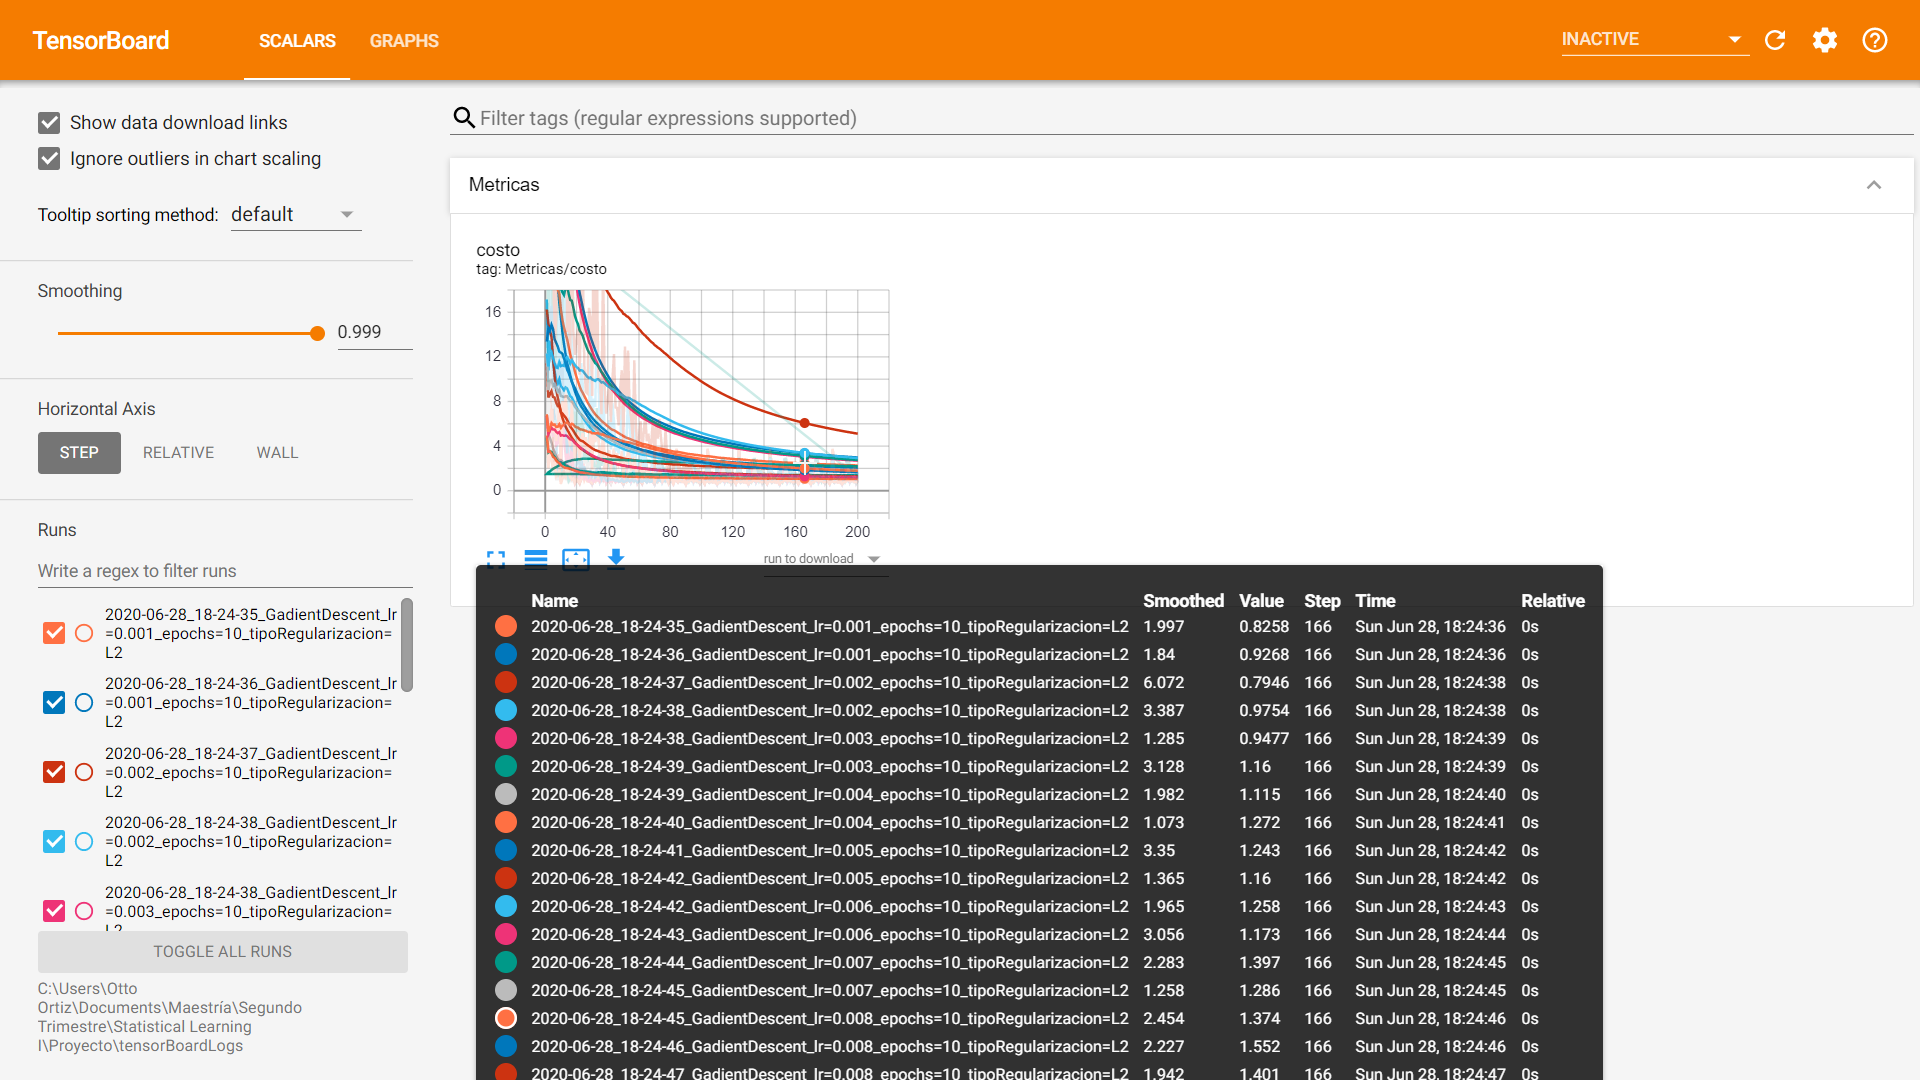 TensorBoard
SCALARS GRAPHS
INACTIVE
Show data download links
Ignore outliers in chart scaling
Tooltip sorting method: default
Smoothing
0.999
Horizontal Axis
STEP RELATIVE WALL
Runs
Write a regex to filter runs
2020-06-28_18-24-35_GadientDescent_lr
=0.001_epochs=10_tipoRegularizacion=
L2
2020-06-28_18-24-36_GadientDescent_lr
=0.001_epochs=10_tipoRegularizacion=
L2
2020-06-28_18-24-37_GadientDescent_lr
=0.002_epochs=10_tipoRegularizacion=
L2
2020-06-28_18-24-38_GadientDescent_lr
=0.002_epochs=10_tipoRegularizacion=
L2
2020-06-28_18-24-38_GadientDescent_lr
=0.003_epochs=10_tipoRegularizacion=
L2
TOGGLE ALL RUNS
C:\Users\Otto
Ortiz\Documents\Maestría\Segundo
Trimestre\Statistical Learning
I\Proyecto\tensorBoardLogs
Filter tags (regular expressions supported)
Metricas
costo
tag: Metricas/costo
16
12
8
4
0
0 40 80 120 160 200
run to download
Name Smoothed Value Step Time Relative
2020-06-28_18-24-35_GadientDescent_lr=0.001_epochs=10_tipoRegularizacion=L2 1.997 0.8258 166 Sun Jun 28, 18:24:36 0s
2020-06-28_18-24-36_GadientDescent_lr=0.001_epochs=10_tipoRegularizacion=L2 1.84 0.9268 166 Sun Jun 28, 18:24:36 0s
2020-06-28_18-24-37_GadientDescent_lr=0.002_epochs=10_tipoRegularizacion=L2 6.072 0.7946 166 Sun Jun 28, 18:24:38 0s
2020-06-28_18-24-38_GadientDescent_lr=0.002_epochs=10_tipoRegularizacion=L2 3.387 0.9754 166 Sun Jun 28, 18:24:38 0s
2020-06-28_18-24-38_GadientDescent_lr=0.003_epochs=10_tipoRegularizacion=L2 1.285 0.9477 166 Sun Jun 28, 18:24:39 0s
2020-06-28_18-24-39_GadientDescent_lr=0.003_epochs=10_tipoRegularizacion=L2 3.128 1.16 166 Sun Jun 28, 18:24:39 0s
2020-06-28_18-24-39_GadientDescent_lr=0.004_epochs=10_tipoRegularizacion=L2 1.982 1.115 166 Sun Jun 28, 18:24:40 0s
2020-06-28_18-24-40_GadientDescent_lr=0.004_epochs=10_tipoRegularizacion=L2 1.073 1.272 166 Sun Jun 28, 18:24:41 0s
2020-06-28_18-24-41_GadientDescent_lr=0.005_epochs=10_tipoRegularizacion=L2 3.35 1.243 166 Sun Jun 28, 18:24:42 0s
2020-06-28_18-24-42_GadientDescent_lr=0.005_epochs=10_tipoRegularizacion=L2 1.365 1.16 166 Sun Jun 28, 18:24:42 0s
2020-06-28_18-24-42_GadientDescent_lr=0.006_epochs=10_tipoRegularizacion=L2 1.965 1.258 166 Sun Jun 28, 18:24:43 0s
2020-06-28_18-24-43_GadientDescent_lr=0.006_epochs=10_tipoRegularizacion=L2 3.056 1.173 166 Sun Jun 28, 18:24:44 0s
2020-06-28_18-24-44_GadientDescent_lr=0.007_epochs=10_tipoRegularizacion=L2 2.283 1.397 166 Sun Jun 28, 18:24:45 0s
2020-06-28_18-24-45_GadientDescent_lr=0.007_epochs=10_tipoRegularizacion=L2 1.258 1.286 166 Sun Jun 28, 18:24:45 0s
2020-06-28_18-24-45_GadientDescent_lr=0.008_epochs=10_tipoRegularizacion=L2 2.454 1.374 166 Sun Jun 28, 18:24:46 0s
2020-06-28_18-24-46_GadientDescent_lr=0.008_epochs=10_tipoRegularizacion=L2 2.227 1.552 166 Sun Jun 28, 18:24:46 0s
2020-06-28_18-24-47_GadientDescent_lr=0.008_epochs=10_tipoRegularizacion=L2 1.942 1.401 166 Sun Jun 28, 18:24:47 0s